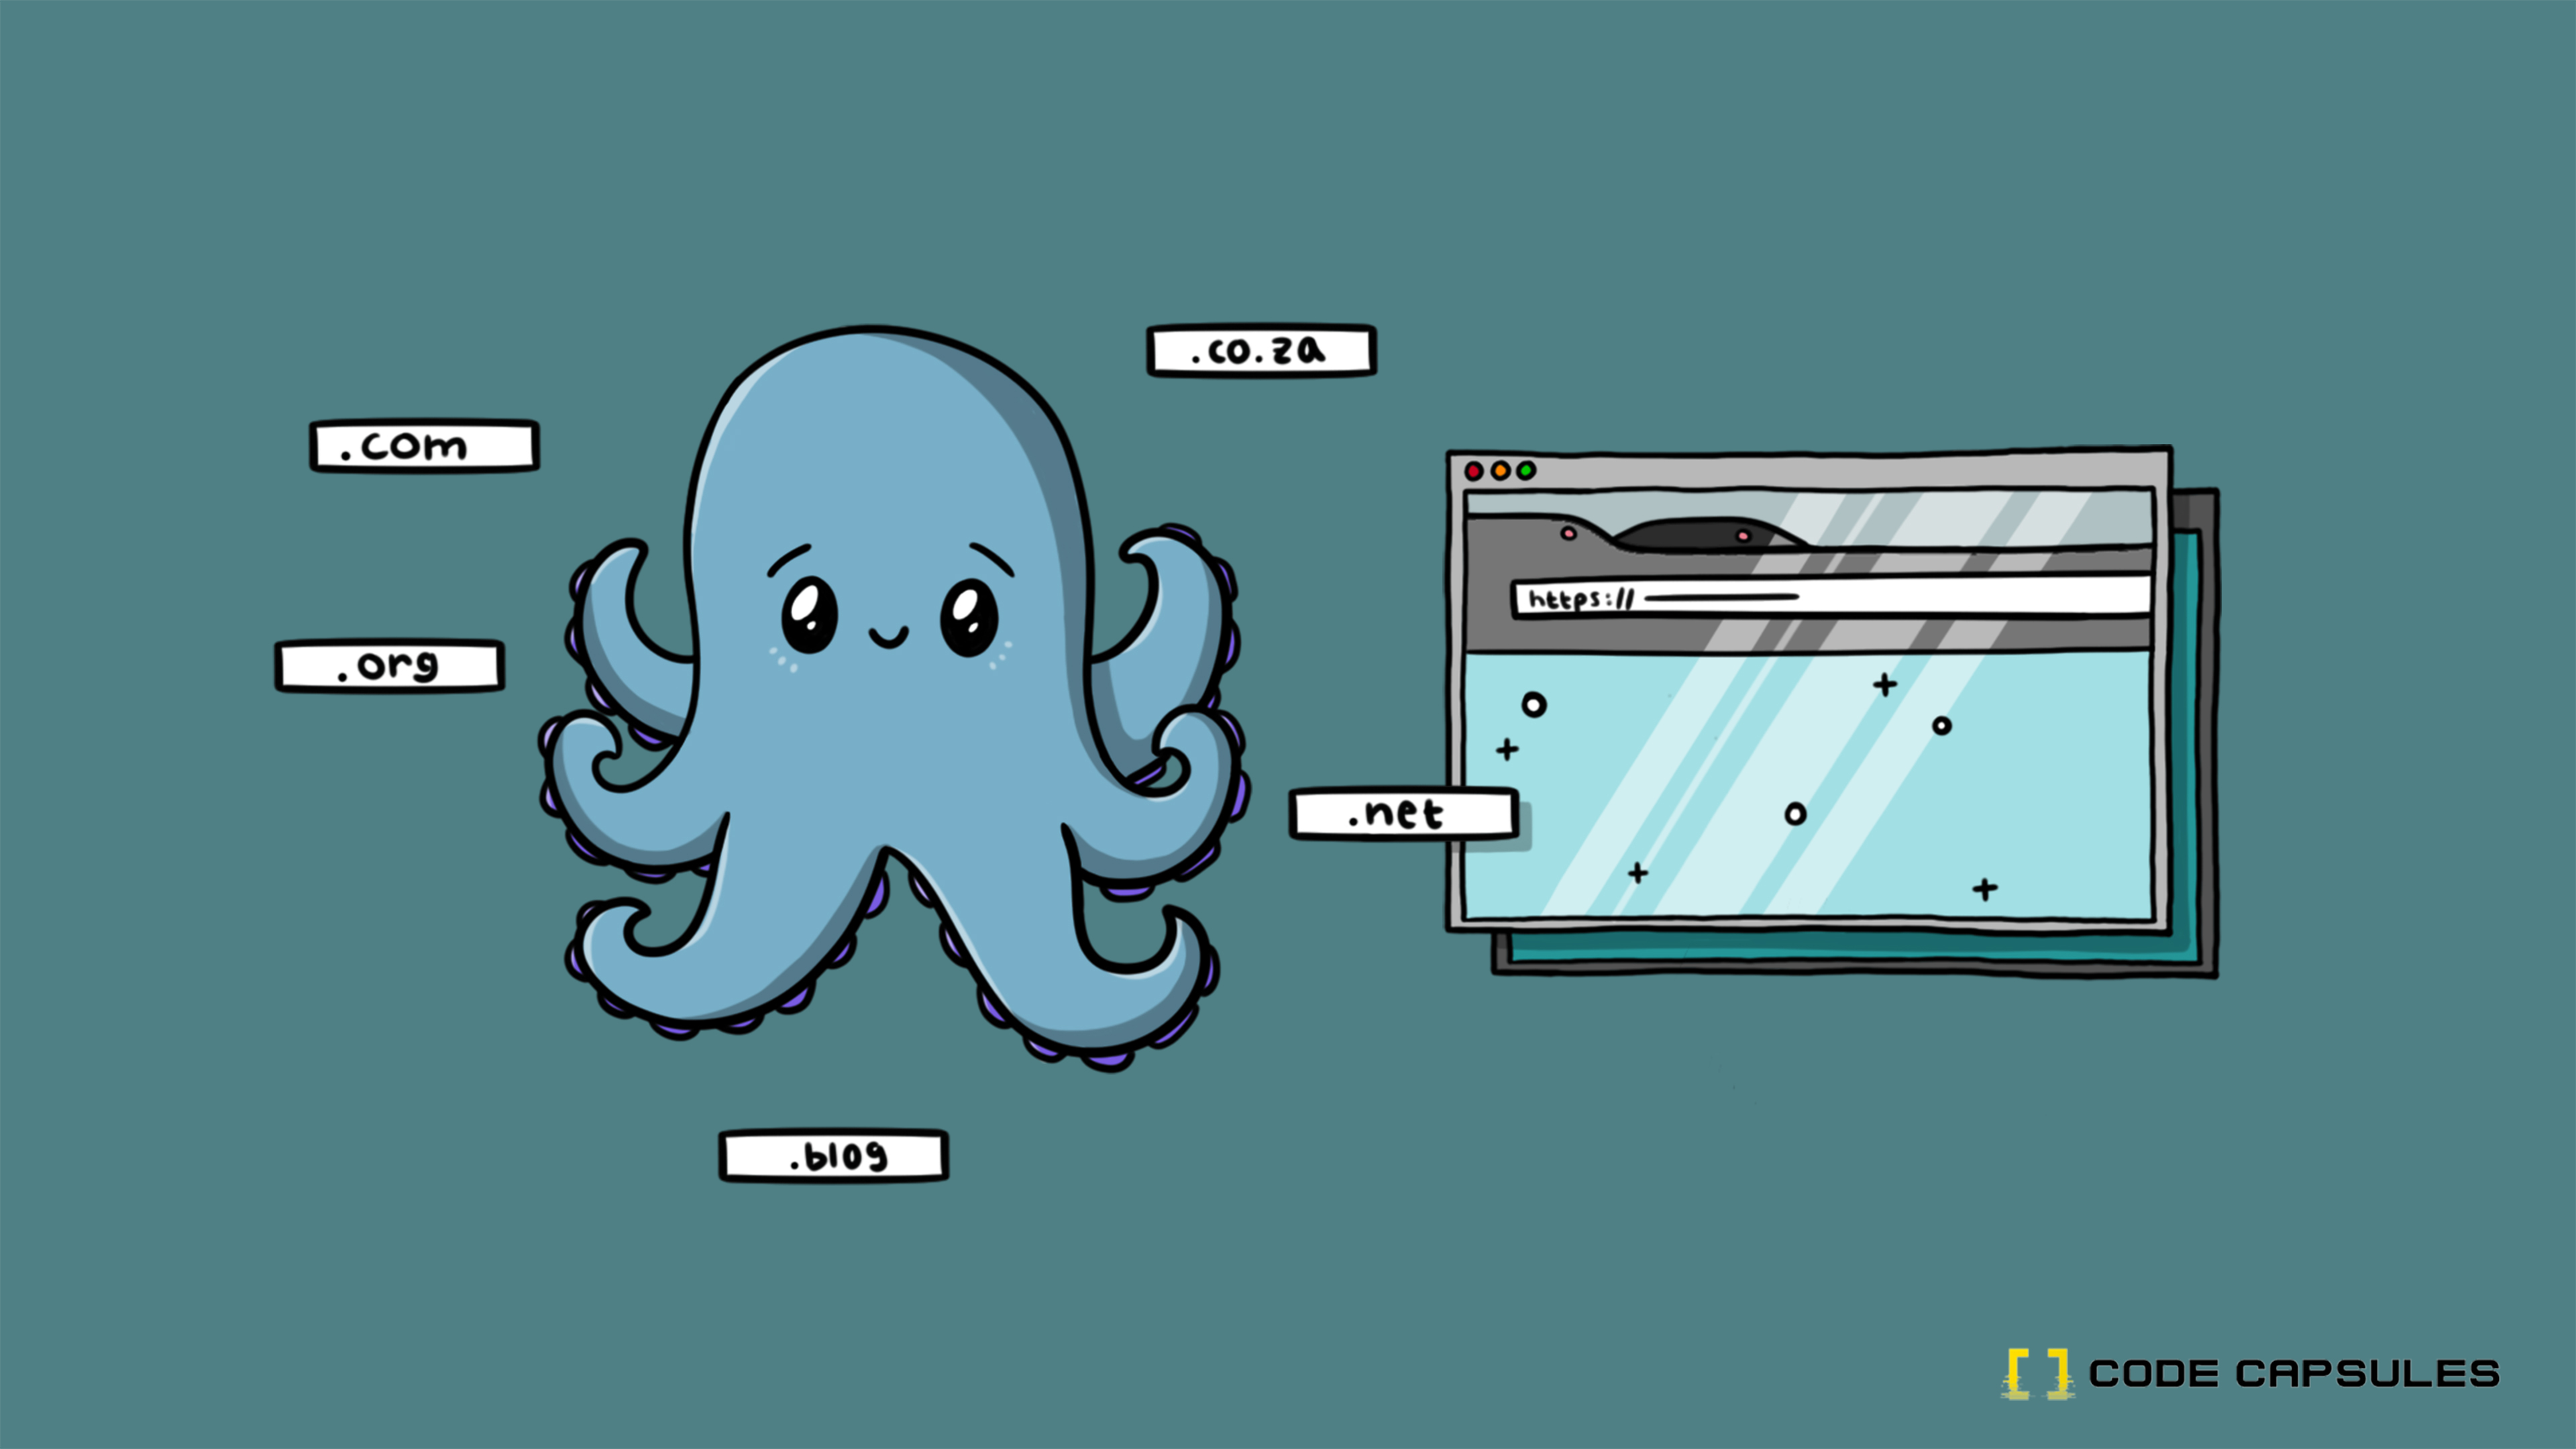 .co.za
.com
https://
.org
.net
.blog
[ ] CODE CAPSULES